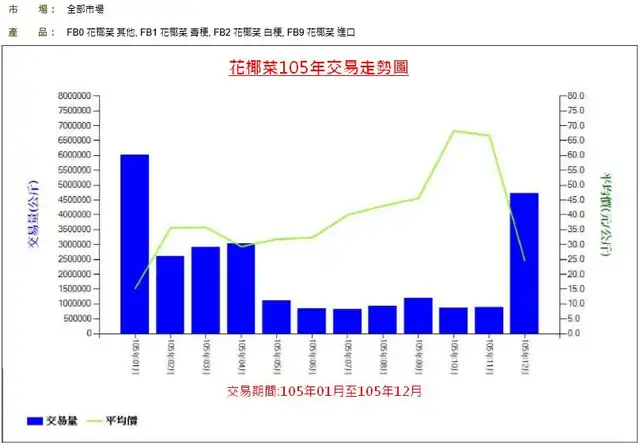 市　場： 全部市場
產　品： FB0 花椰菜 其他, FB1 花椰菜 青梗, FB2 花椰菜 白梗, FB9 花椰菜 進口
花椰菜105年交易走勢圖
交易量(公斤)
8000000
7500000
7000000
6500000
6000000
5500000
5000000
4500000
4000000
3500000
3000000
2500000
2000000
1500000
1000000
500000
0
80.0
75.0
70.0
65.0
60.0
55.0
50.0
45.0
40.0
35.0
30.0
25.0
20.0
15.0
10.0
5.0
0.0
平均價(元/公斤)
105年01月
105年02月
105年03月
105年04月
105年05月
105年06月
105年07月
105年08月
105年09月
105年10月
105年11月
105年12月
交易期間:105年01月至105年12月
交易量 平均價